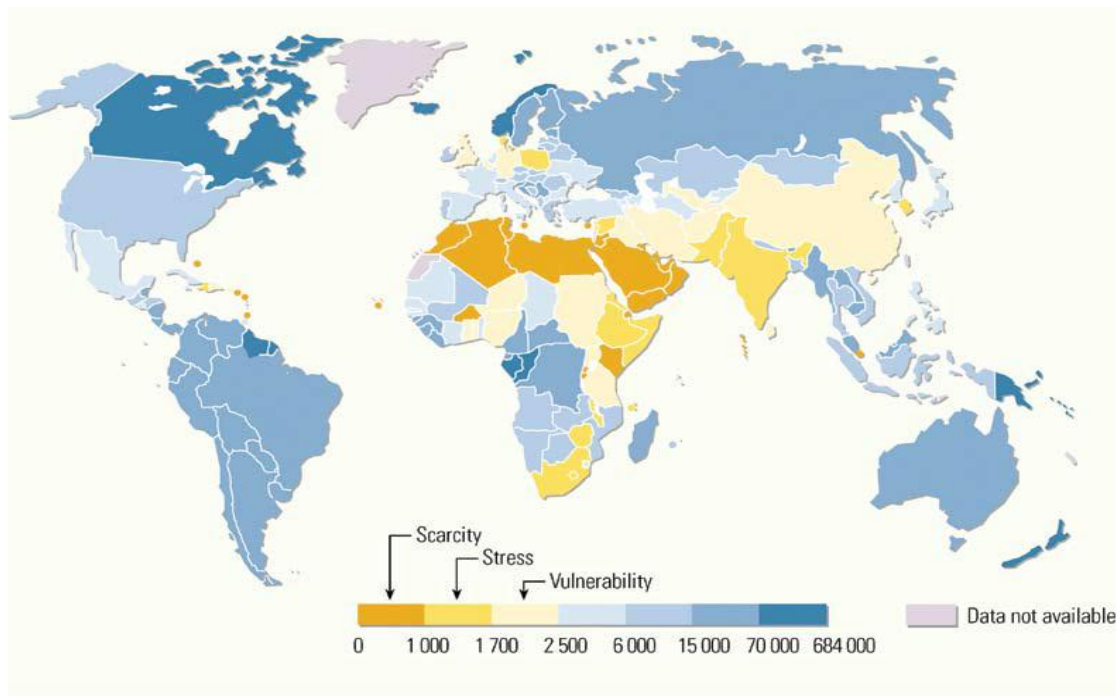 Scarcity
Stress
Vulnerability
0 1 000 1 700 2 500 6 000 15 000 70 000 684 000
Data not available